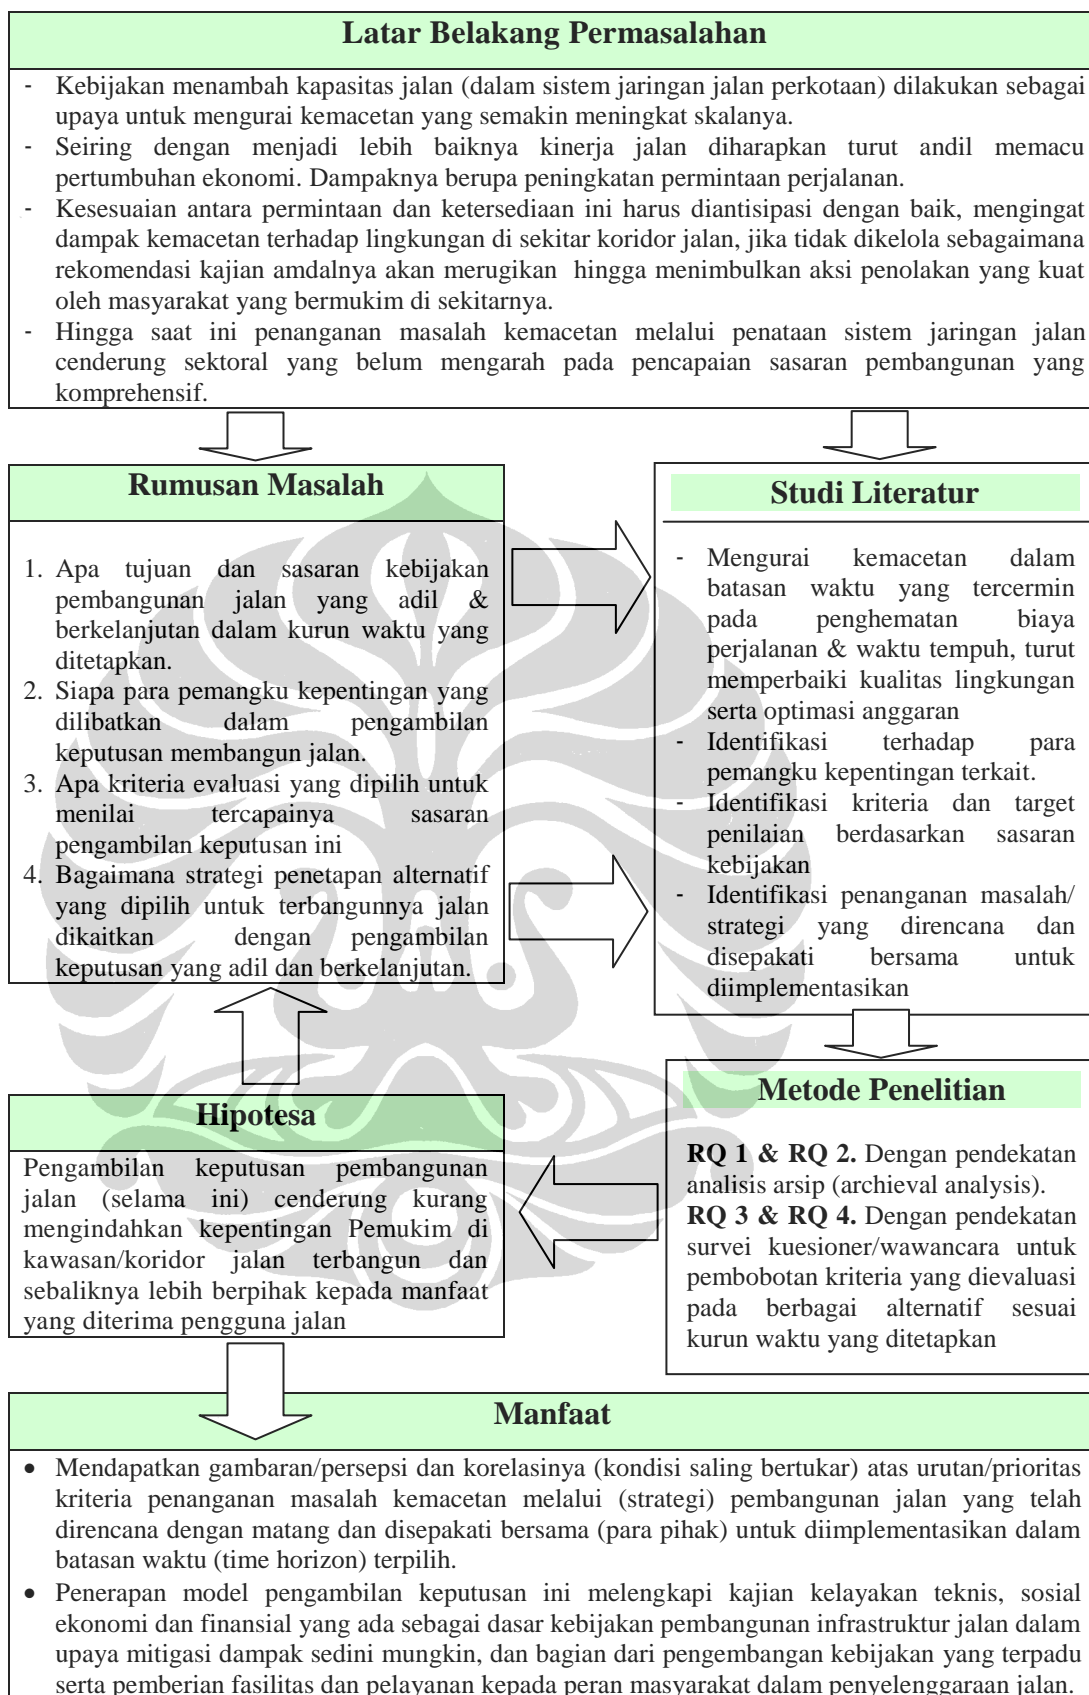 Latar Belakang Permasalahan
- Kebijakan menambah kapasitas jalan (dalam sistem jaringan jalan perkotaan) dilakukan sebagai
upaya untuk mengurai kemacetan yang semakin meningkat skalanya.
- Seiring dengan menjadi lebih baiknya kinerja jalan diharapkan turut andil memacu
pertumbuhan ekonomi. Dampaknya berupa peningkatan permintaan perjalanan.
- Kesesuaian antara permintaan dan ketersediaan ini harus diantisipasi dengan baik, mengingat
dampak kemacetan terhadap lingkungan di sekitar koridor jalan, jika tidak dikelola sebagaimana
rekomendasi kajian amdalnya akan merugikan hingga menimbulkan aksi penolakan yang kuat
oleh masyarakat yang bermukim di sekitarnya.
- Hingga saat ini penanganan masalah kemacetan melalui penataan sistem jaringan jalan
cenderung sektoral yang belum mengarah pada pencapaian sasaran pembangunan yang
komprehensif.
Rumusan Masalah
1. Apa tujuan dan sasaran kebijakan
pembangunan jalan yang adil &
berkelanjutan dalam kurun waktu yang
ditetapkan.
2. Siapa para pemangku kepentingan yang
dilibatkan dalam pengambilan
keputusan membangun jalan.
3. Apa kriteria evaluasi yang dipilih untuk
menilai tercapainya sasaran
pengambilan keputusan ini
4. Bagaimana strategi penetapan alternatif
yang dipilih untuk terbangunnya jalan
dikaitkan dengan pengambilan
keputusan yang adil dan berkelanjutan.
Studi Literatur
- Mengurai kemacetan dalam
batasan waktu yang tercermin
pada penghematan biaya
perjalanan & waktu tempuh, turut
memperbaiki kualitas lingkungan
serta optimasi anggaran
- Identifikasi terhadap para
pemangku kepentingan terkait.
- Identifikasi kriteria dan target
penilaian berdasarkan sasaran
kebijakan
- Identifikasi penanganan masalah/
strategi yang direncana dan
disepakati bersama untuk
diimplementasikan
Hipotesa
Pengambilan keputusan pembangunan
jalan (selama ini) cenderung kurang
mengindahkan kepentingan Pemukim di
kawasan/koridor jalan terbangun dan
sebaliknya lebih berpihak kepada manfaat
yang diterima pengguna jalan
Metode Penelitian
RQ 1 & RQ 2. Dengan pendekatan
analisis arsip (archieval analysis).
RQ 3 & RQ 4. Dengan pendekatan
survei kuesioner/wawancara untuk
pembobotan kriteria yang dievaluasi
pada berbagai alternatif sesuai
kurun waktu yang ditetapkan
Manfaat
• Mendapatkan gambaran/persepsi dan korelasinya (kondisi saling bertukar) atas urutan/prioritas
kriteria penanganan masalah kemacetan melalui (strategi) pembangunan jalan yang telah
direncana dengan matang dan disepakati bersama (para pihak) untuk diimplementasikan dalam
batasan waktu (time horizon) terpilih.
• Penerapan model pengambilan keputusan ini melengkapi kajian kelayakan teknis, sosial
ekonomi dan finansial yang ada sebagai dasar kebijakan pembangunan infrastruktur jalan dalam
upaya mitigasi dampak sedini mungkin, dan bagian dari pengembangan kebijakan yang terpadu
serta pemberian fasilitas dan pelayanan kepada peran masyarakat dalam penyelenggaraan jalan.